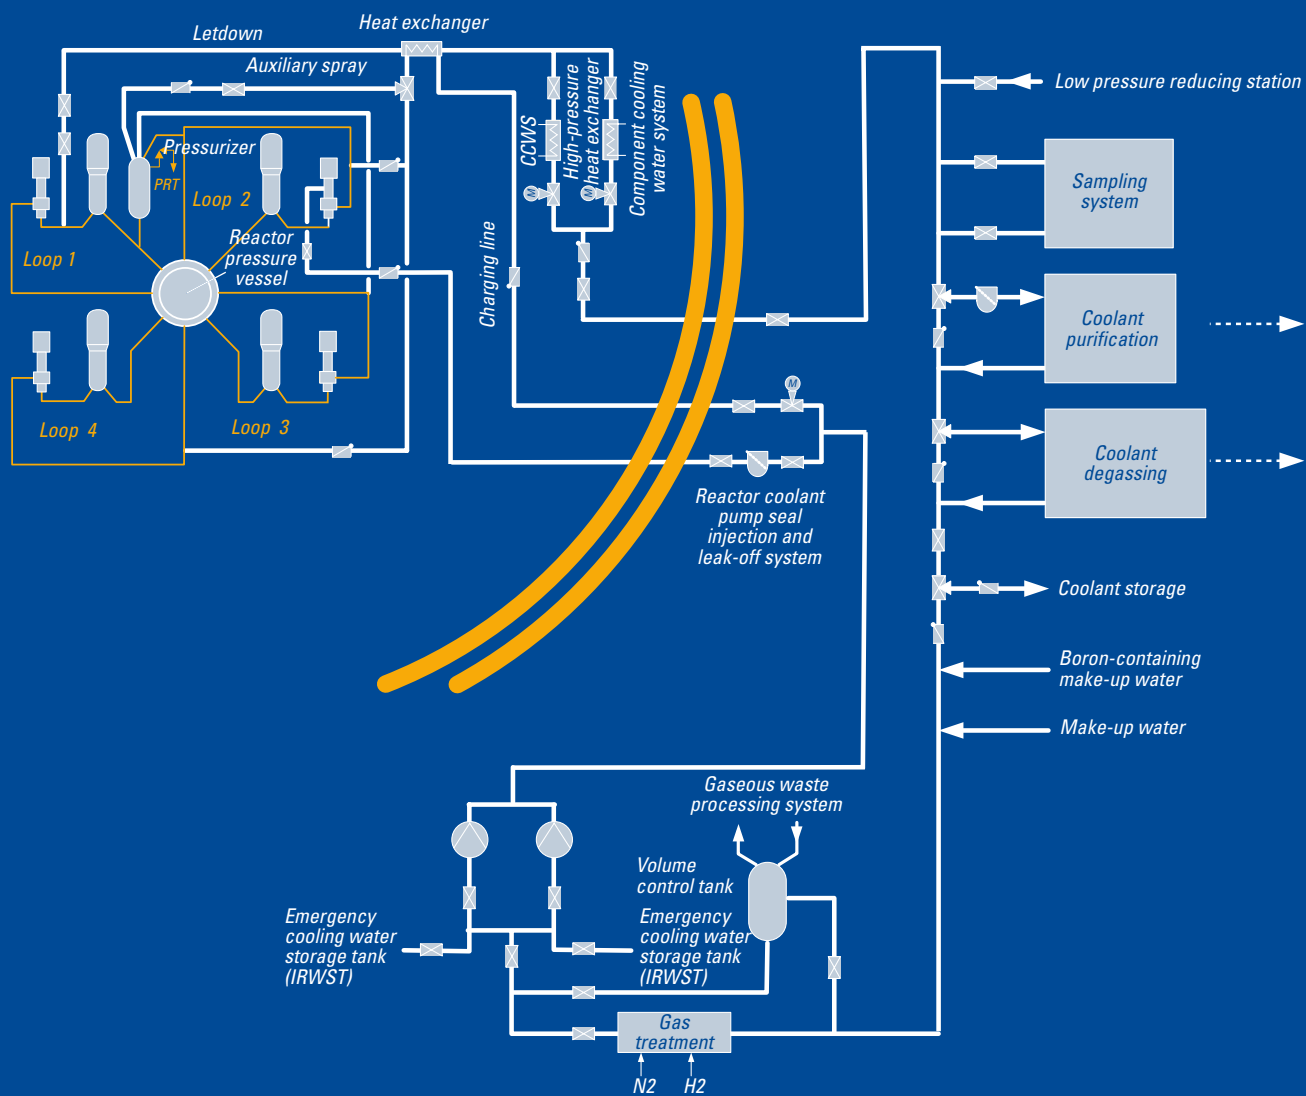 Heat exchanger
Letdown
Auxiliary spray
Low pressure reducing station
CCWS
High-pressure
heat exchanger
Component cooling
water system
Pressurizer
PRT
Loop 2
Sampling
system
Reactor
pressure
vessel
Loop 1
Charging line
Coolant
purification
M
M
M
Loop 4
Loop 3
Coolant
degassing
Reactor coolant
pump seal
injection and
leak-off system
Coolant storage
Boron-containing
make-up water
Make-up water
Gaseous waste
processing system
Volume
control tank
Emergency
cooling water
storage tank
(IRWST)
Emergency
cooling water
storage tank
(IRWST)
Gas
treatment
N2
H2